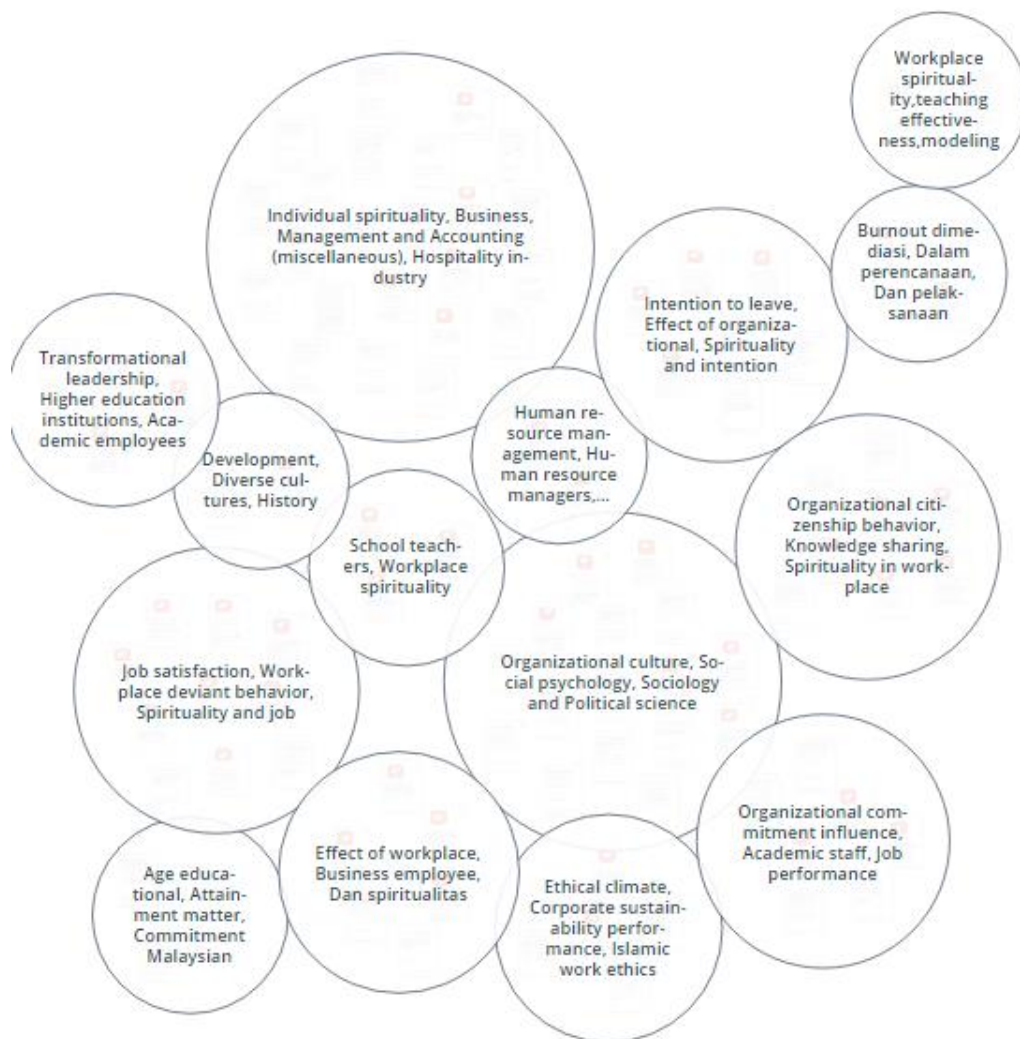 Workplace
spiritual-
ity,teaching
effective-
ness,modeling
Individual spirituality, Business,
Management and Accounting
(miscellaneous), Hospitality in-
dustry
Burnout dime-
diasi, Dalam
perencanaan,
Dan pelak-
sanaan
Intention to leave,
Effect of organiza-
tional, Spirituality
and intention
Transformational
leadership,
Higher education
institutions, Aca-
demic employees
Human re-
source man-
agement, Hu-
man resource
managers,...
Development,
Diverse cul-
tures, History
Organizational citi-
zenship behavior,
Knowledge sharing,
Spirituality in work-
place
School teach-
ers, Workplace
spirituality
Job satisfaction, Work-
place deviant behavior,
Spirituality and job
Organizational culture, So-
cial psychology, Sociology
and Political science
Organizational com-
mitment influence,
Academic staff, Job
performance
Age educa-
tional, Attain-
ment matter,
Commitment
Malaysian
Effect of workplace,
Business employee,
Dan spiritualitas
Ethical climate,
Corporate sustain-
ability perfor-
mance, Islamic
work ethics